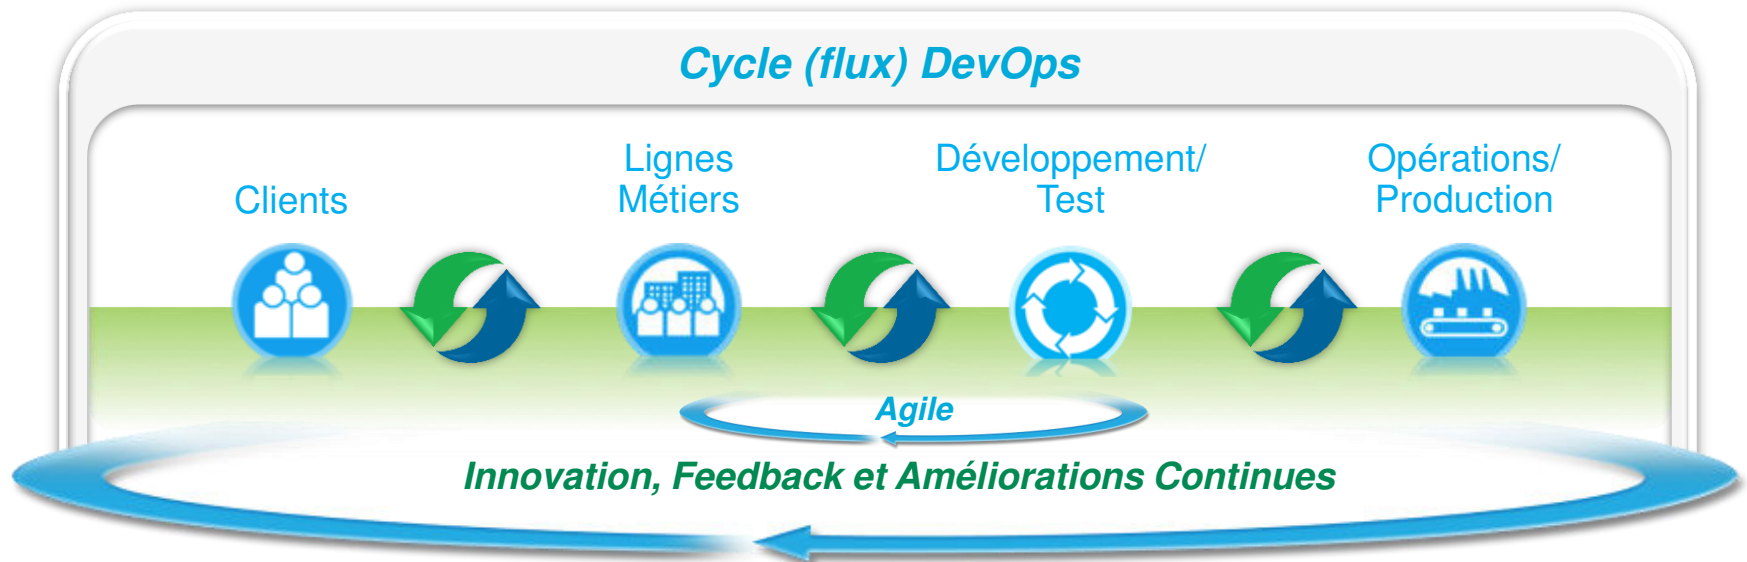 Cycle (flux) DevOps
Clients
Lignes
Métiers
Développement/
Test
Opérations/
Production
Agile
Innovation, Feedback et Améliorations Continues